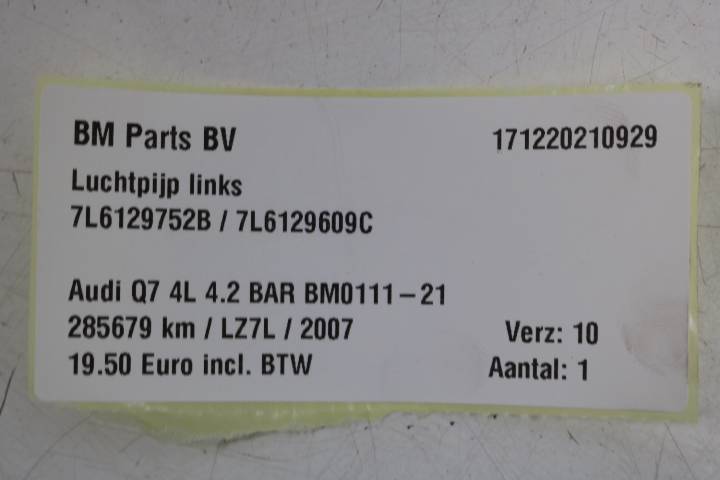 BM Parts BV 171220210929
Luchtpijp links
7L6129752B / 7L6129609C
Audi Q7 4L 4.2 BAR BM0111-21
285679 km / LZ7L / 2007 Verz: 10
19.50 Euro incl. BTW Aantal: 1